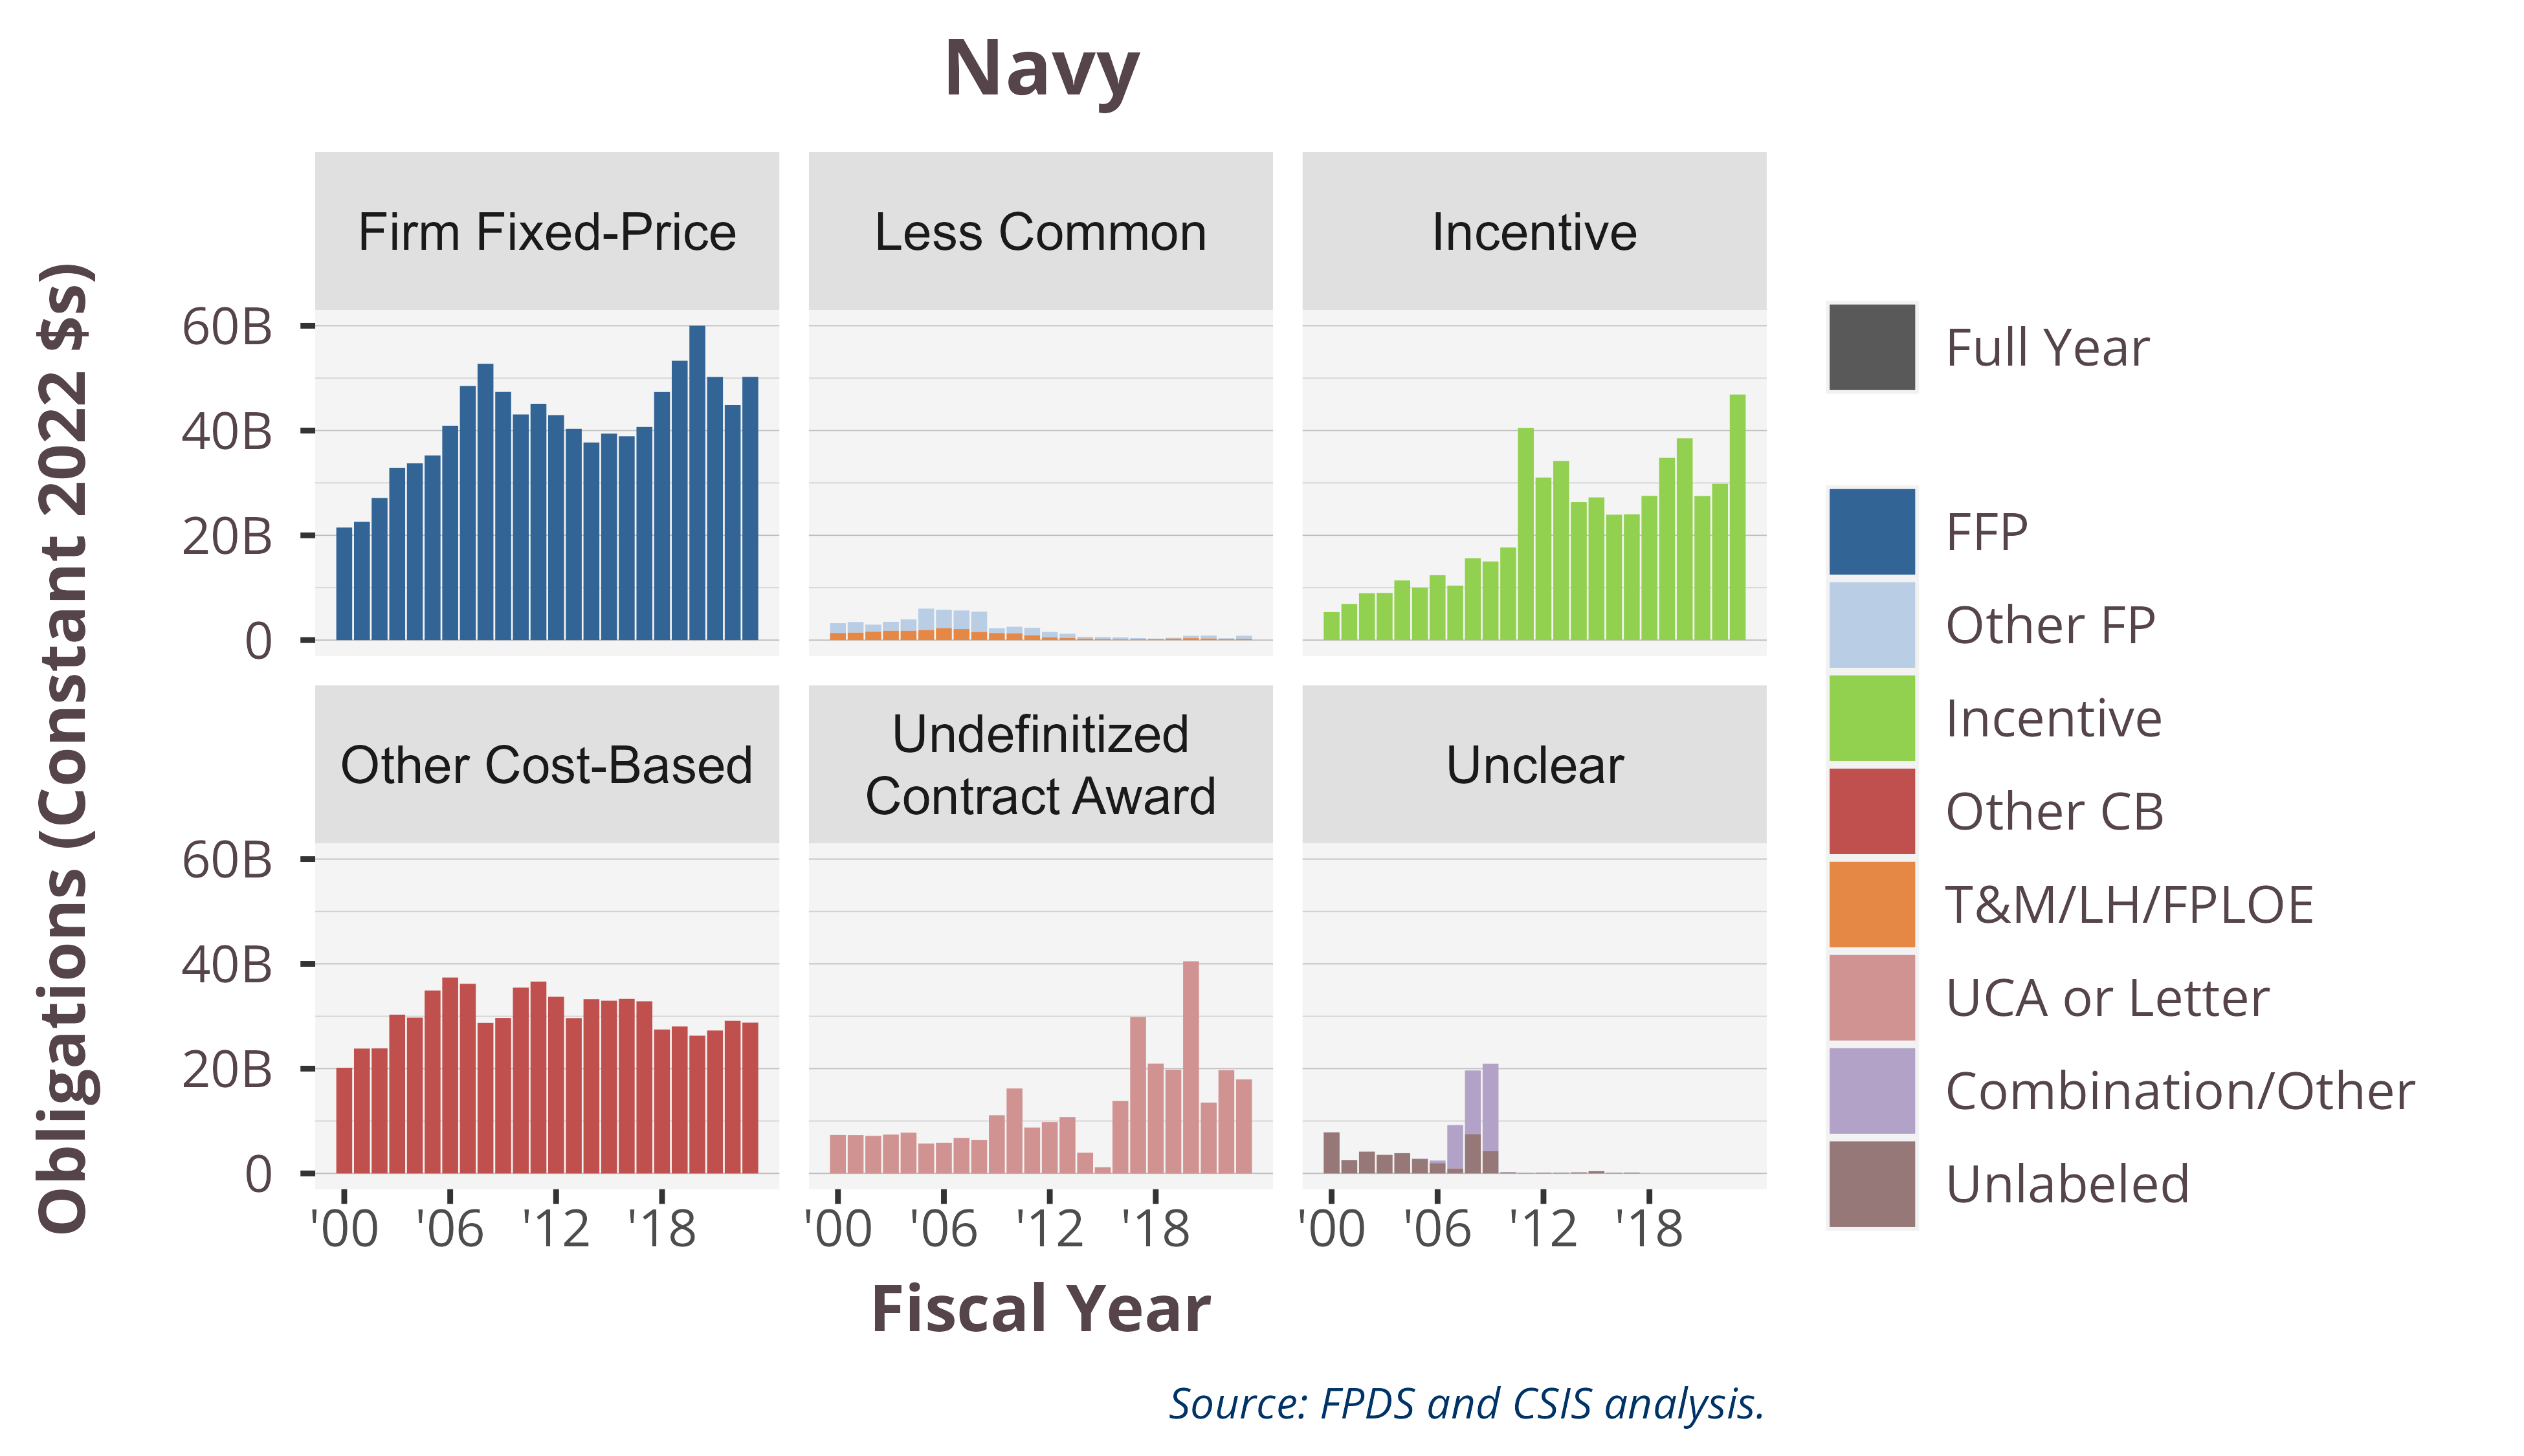 Navy
Obligations (Constant 2022 $s)
Firm Fixed-Price
Less Common
Incentive
60B
40B
20B
0
Other Cost-Based
Undefinitized
Contract Award
Unclear
60B
40B
20B
0
'00 '06 '12 '18
'00 '06 '12 '18
'00 '06 '12 '18
Fiscal Year
Full Year
FFP
Other FP
Incentive
Other CB
T&M/LH/FPLOE
UCA or Letter
Combination/Other
Unlabeled
Source: FPDS and CSIS analysis.